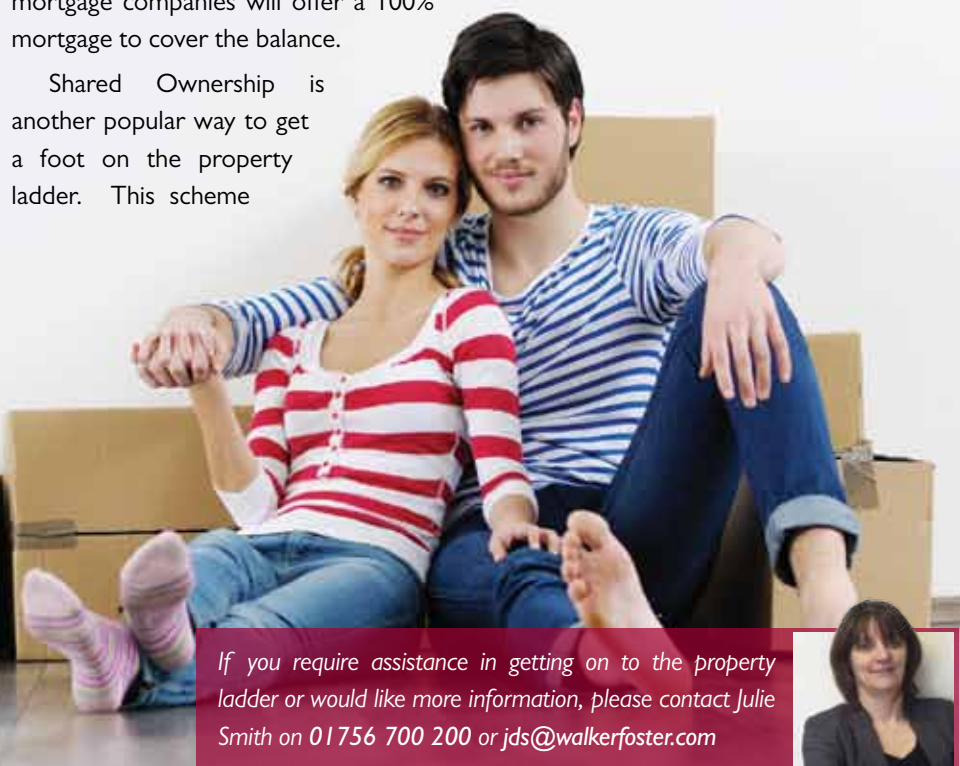 mortgage companies will offer a 100%
mortgage to cover the balance.
Shared Ownership is
another popular way to get
a foot on the property
ladder. This scheme
If you require assistance in getting on to the property
ladder or would like more information, please contact Julie
Smith on 01756 700 200 or jds@walkerfoster.com